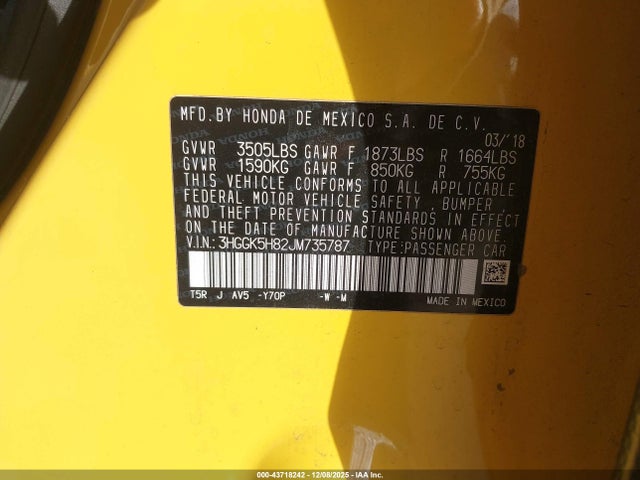 MFD. BY HONDA DE MEXICO S.A. DE C.V.
03/'18
GVWR 3505LBS GAWR F 1873LBS R 1664LBS
GVWR 1590KG GAWR F 850KG R 755KG
THIS VEHICLE CONFORMS TO ALL APPLICABLE
FEDERAL MOTOR VEHICLE SAFETY, BUMPER,
AND THEFT PREVENTION STANDARDS IN EFFECT
ON THE DATE OF MANUFACTURE SHOWN ABOVE.
V.I.N.: 3HGGK5H82JM735787 TYPE: PASSENGER CAR
T5R J AV5 -Y70P -W -M
MADE IN MEXICO
000-43718242 | 12/08/2025 - IAA Inc.